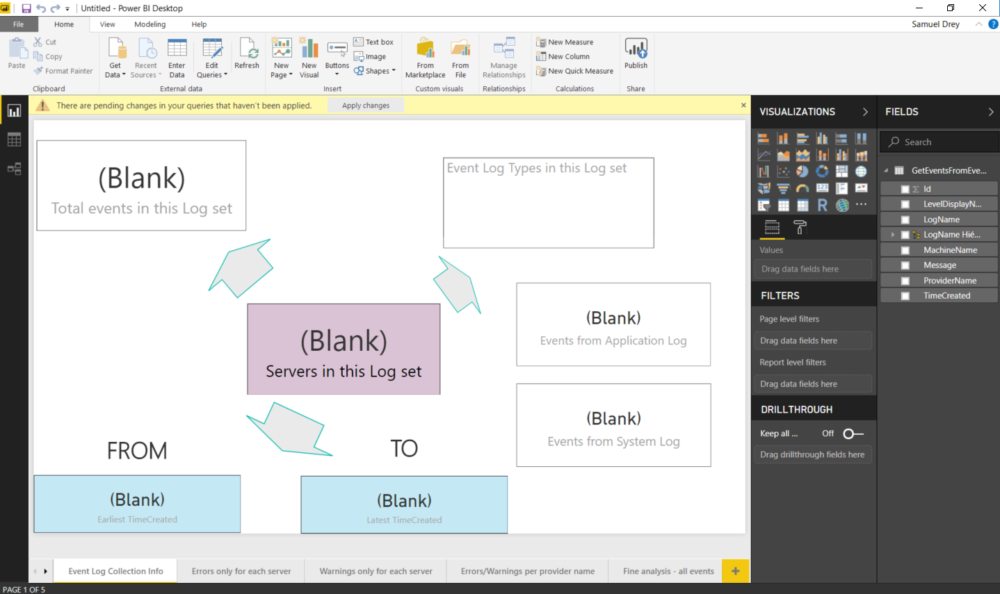 Untitled - Power BI Desktop
File Home View Modeling Help Samuel Drey ?
Paste
Cut
Copy
Format Painter
Clipboard
Get Data
Recent Sources
Enter Data
Edit Queries
Refresh
External data
New Page
New Visual
Buttons
Text box
Image
Shapes
Insert
From Marketplace
From File
Custom visuals
Manage Relationships
Relationships
New Measure
New Column
New Quick Measure
Calculations
Publish
Share
There are pending changes in your queries that haven't been applied. Apply changes
(Blank)
Total events in this Log set
Event Log Types in this Log set
(Blank)
Servers in this Log set
(Blank)
Events from Application Log
(Blank)
Events from System Log
FROM
(Blank)
Earliest TimeCreated
TO
(Blank)
Latest TimeCreated
VISUALIZATIONS
123
R
Values
Drag data fields here
FILTERS
Page level filters
Drag data fields here
Report level filters
Drag data fields here
DRILLTHROUGH
Keep all ... Off
Drag drillthrough fields here
FIELDS
Search
GetEventsFromEve...
Σ Id
LevelDisplayN...
LogName
LogName Hié...
MachineName
Message
ProviderName
TimeCreated
Event Log Collection Info Errors only for each server Warnings only for each server Errors/Warnings per provider name Fine analysis - all events +
PAGE 1 OF 5